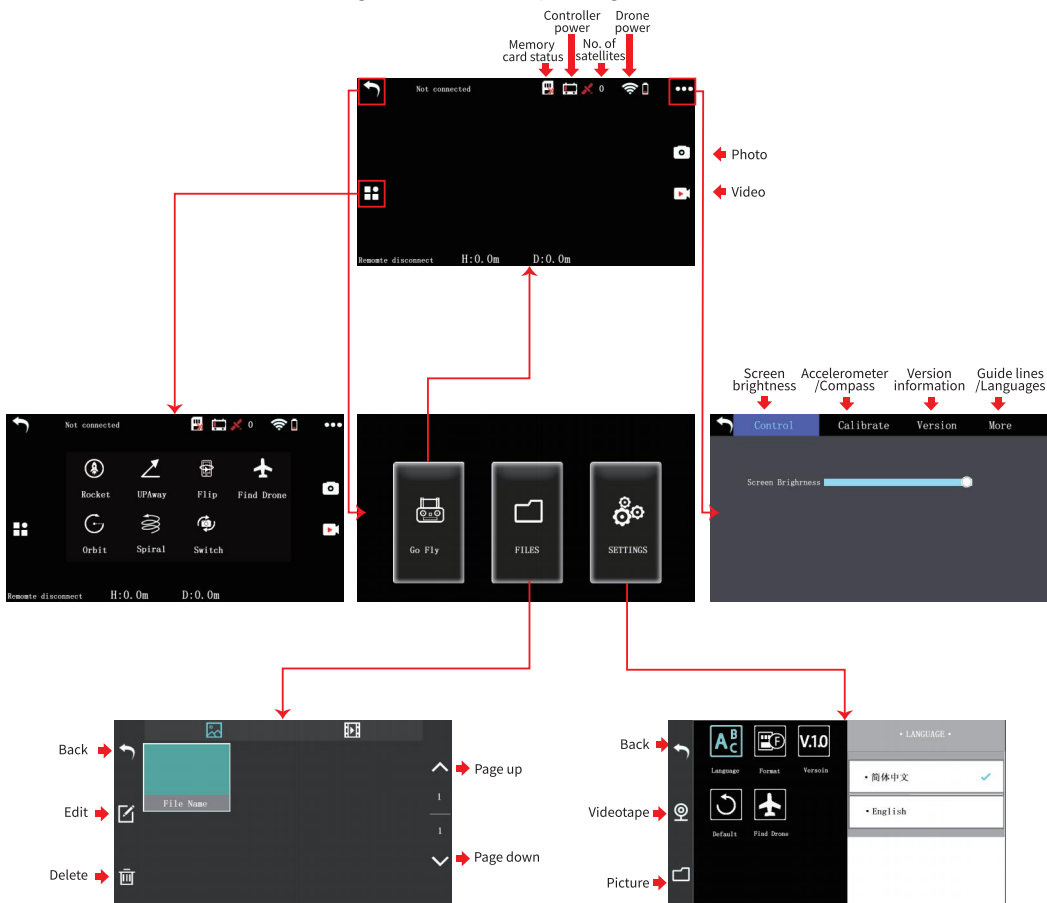 Controller
power
Drone
power
Memory
card status
No. of
satellites
Not connected
0
Photo
Video
Remomte disconnect
H:0.0m
D:0.0m
Screen
brightness
Accelerometer
/Compass
Version
information
Guide lines
/Languages
Not connected
0
Rocket
UPAway
Flip
Find Drone
Orbit
Spiral
Switch
Remomte disconnect
H:0.0m
D:0.0m
Go Fly
FILES
SETTINGS
Control
Calibrate
Version
More
Screen Brighrness
Back
Edit
Delete
File Name
1
1
Page up
Page down
Back
Videotape
Picture
A B C
F
V.1.0
Language
Format
Versoin
Default
Find Drone
• LANGUAGE •
• 简体中文
• English